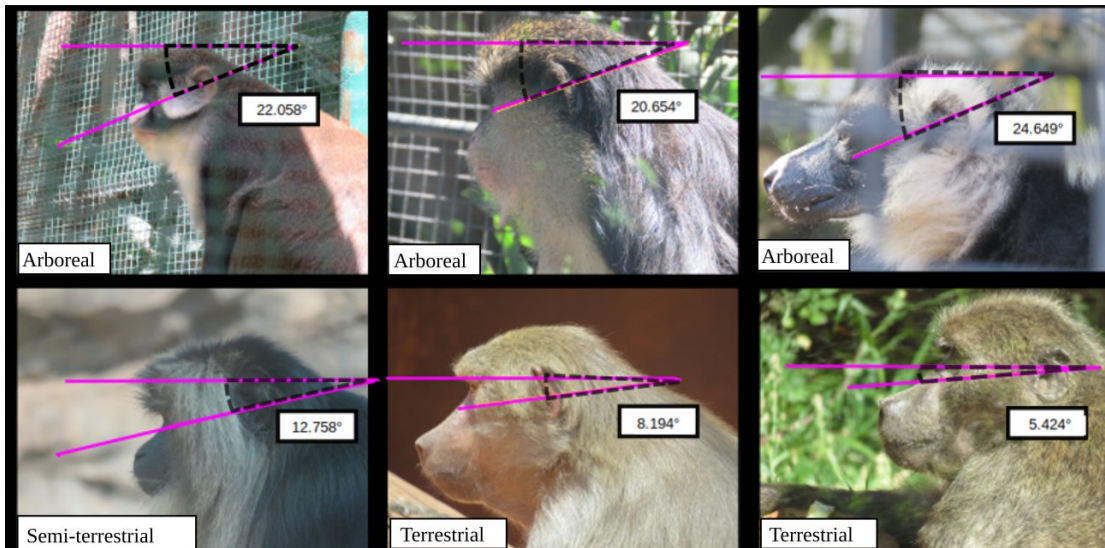 22.058°
20.654°
24.649°
Arboreal
Arboreal
Arboreal
12.758°
8.194°
5.424°
Semi-terrestrial
Terrestrial
Terrestrial